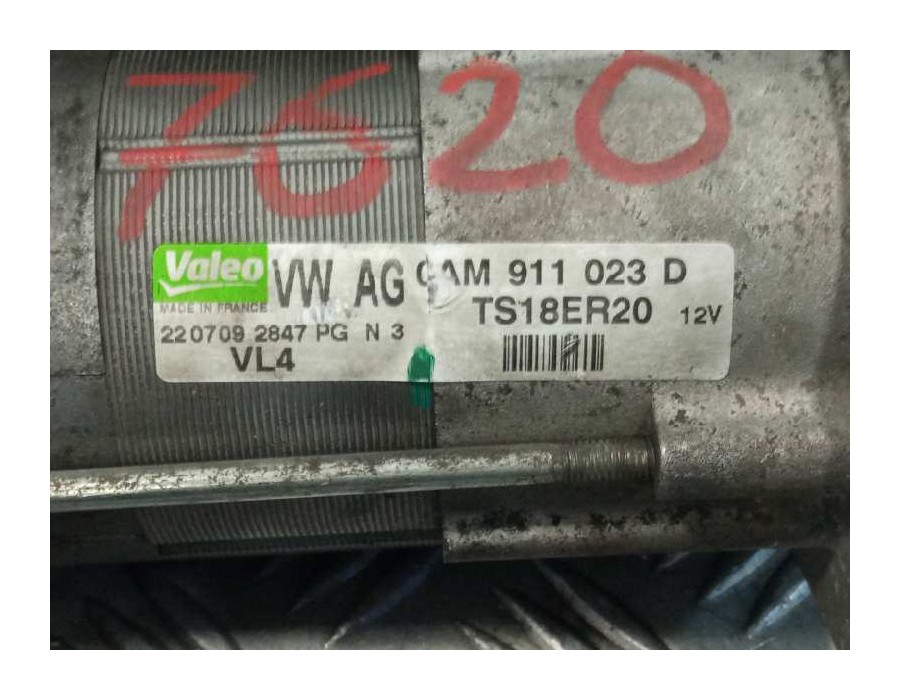 7620
Valeo VW AG 0AM 911 023 D
MADE IN FRANCE TS18ER20 12V
220709 2847 PG N 3
VL4